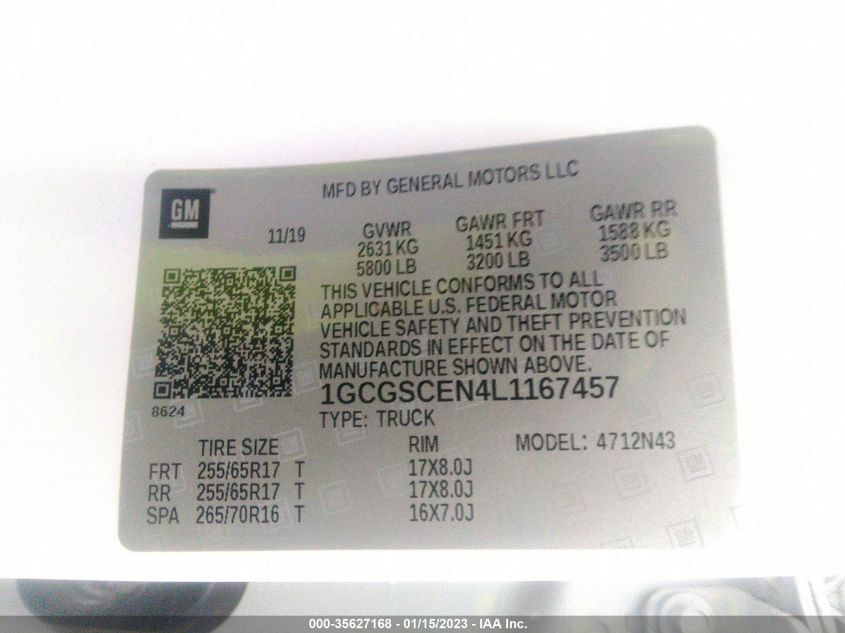 MFD BY GENERAL MOTORS LLC
GM
11/19
GVWR GAWR FRT GAWR RR
2631 KG 1451 KG 1588 KG
5800 LB 3200 LB 3500 LB
THIS VEHICLE CONFORMS TO ALL
APPLICABLE U.S. FEDERAL MOTOR
VEHICLE SAFETY AND THEFT PREVENTION
STANDARDS IN EFFECT ON THE DATE OF
MANUFACTURE SHOWN ABOVE.
1GCGSCEN4L1167457
8624
TYPE: TRUCK
TIRE SIZE RIM MODEL: 4712N43
FRT 255/65R17 T 17X8.0J
RR 255/65R17 T 17X8.0J
SPA 265/70R16 T 16X7.0J
000-35627168 - 01/15/2023 - IAA Inc.